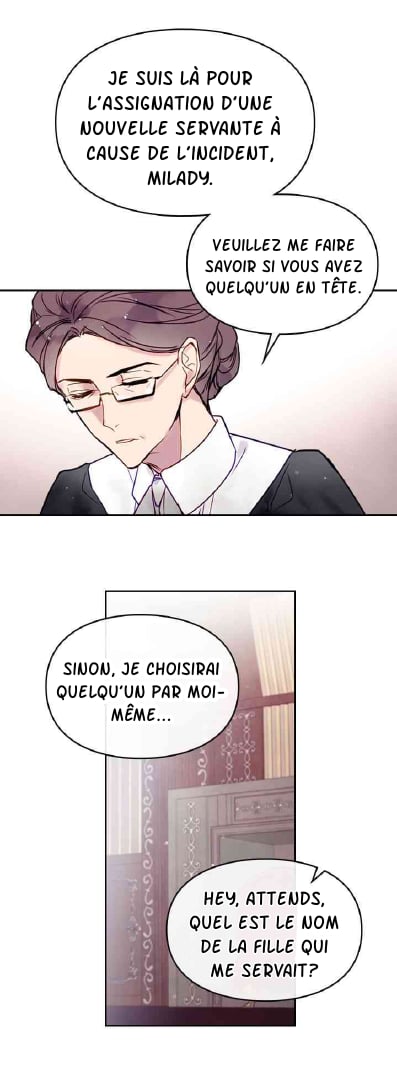 JE SUIS LÀ POUR
L'ASSIGNATION D'UNE
NOUVELLE SERVANTE À
CAUSE DE L'INCIDENT,
MILADY.
VEUILLEZ ME FAIRE
SAVOIR SI VOUS AVEZ
QUELQU'UN EN TÊTE.
SINON, JE CHOISIRAI
QUELQU'UN PAR MOI-
MÊME...
HEY, ATTENDS,
QUEL EST LE NOM
DE LA FILLE QUI
ME SERVAIT?